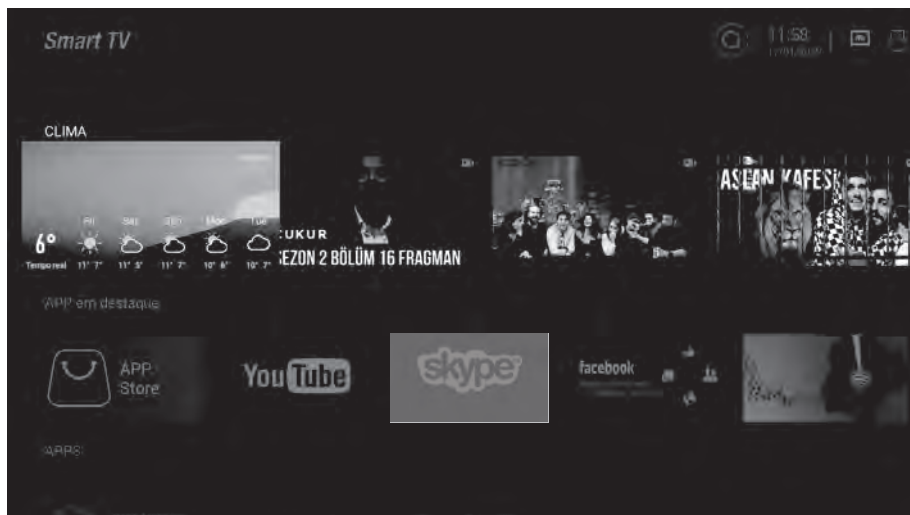 Smart TV
11:58
CLIMA
ÇUKUR
SEZON 2 BÖLÜM 16 FRAGMAN
ASLAN KAFESİ
6°
Tempo real
Fri
Sat
Sun
Mon
Tue
11° 7°
11° 5°
11° 7°
10° 6°
10° 7°
APP em destaque
APP
Store
YouTube
skype
facebook
APPS